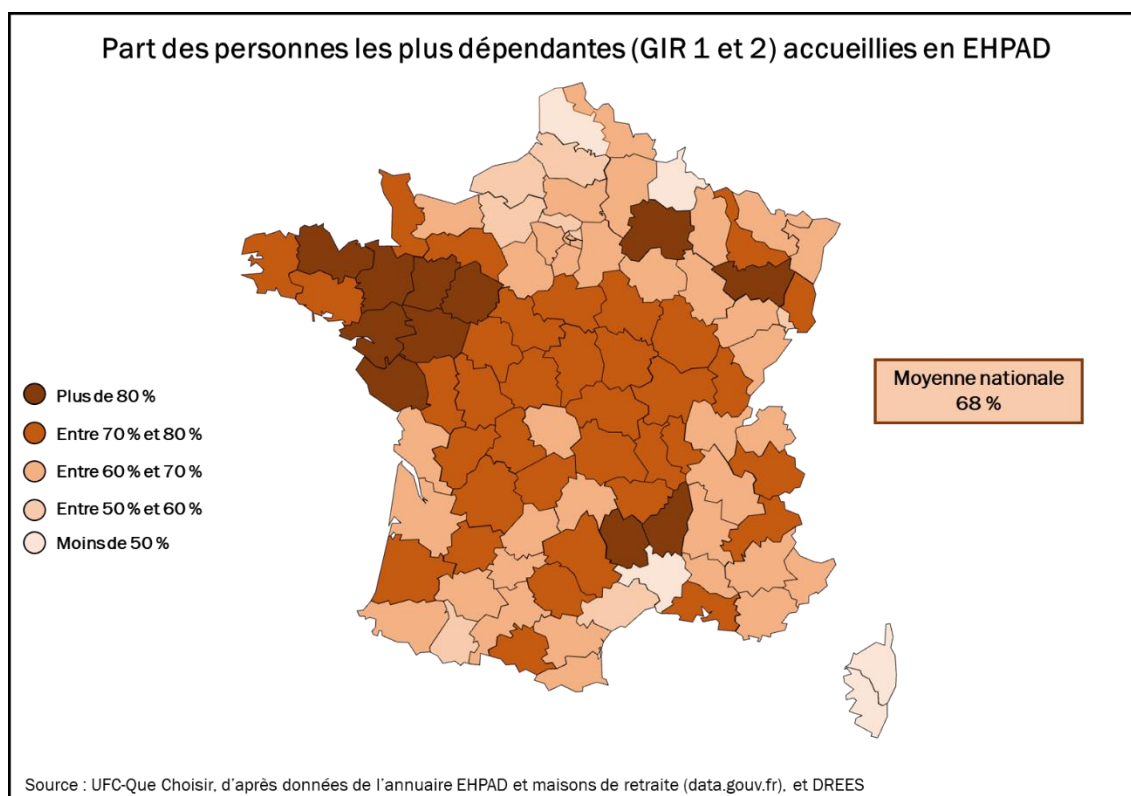 Part des personnes les plus dépendantes (GIR 1 et 2) accueillies en EHPAD
Moyenne nationale
68 %
Plus de 80 %
Entre 70 % et 80 %
Entre 60 % et 70 %
Entre 50 % et 60 %
Moins de 50 %
Source : UFC-Que Choisir, d'après données de l'annuaire EHPAD et maisons de retraite (data.gouv.fr), et DREES